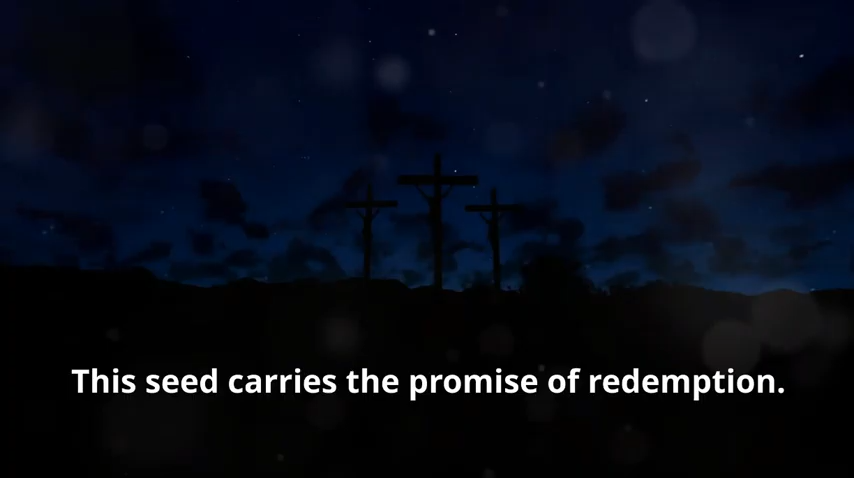 This seed carries the promise of redemption.